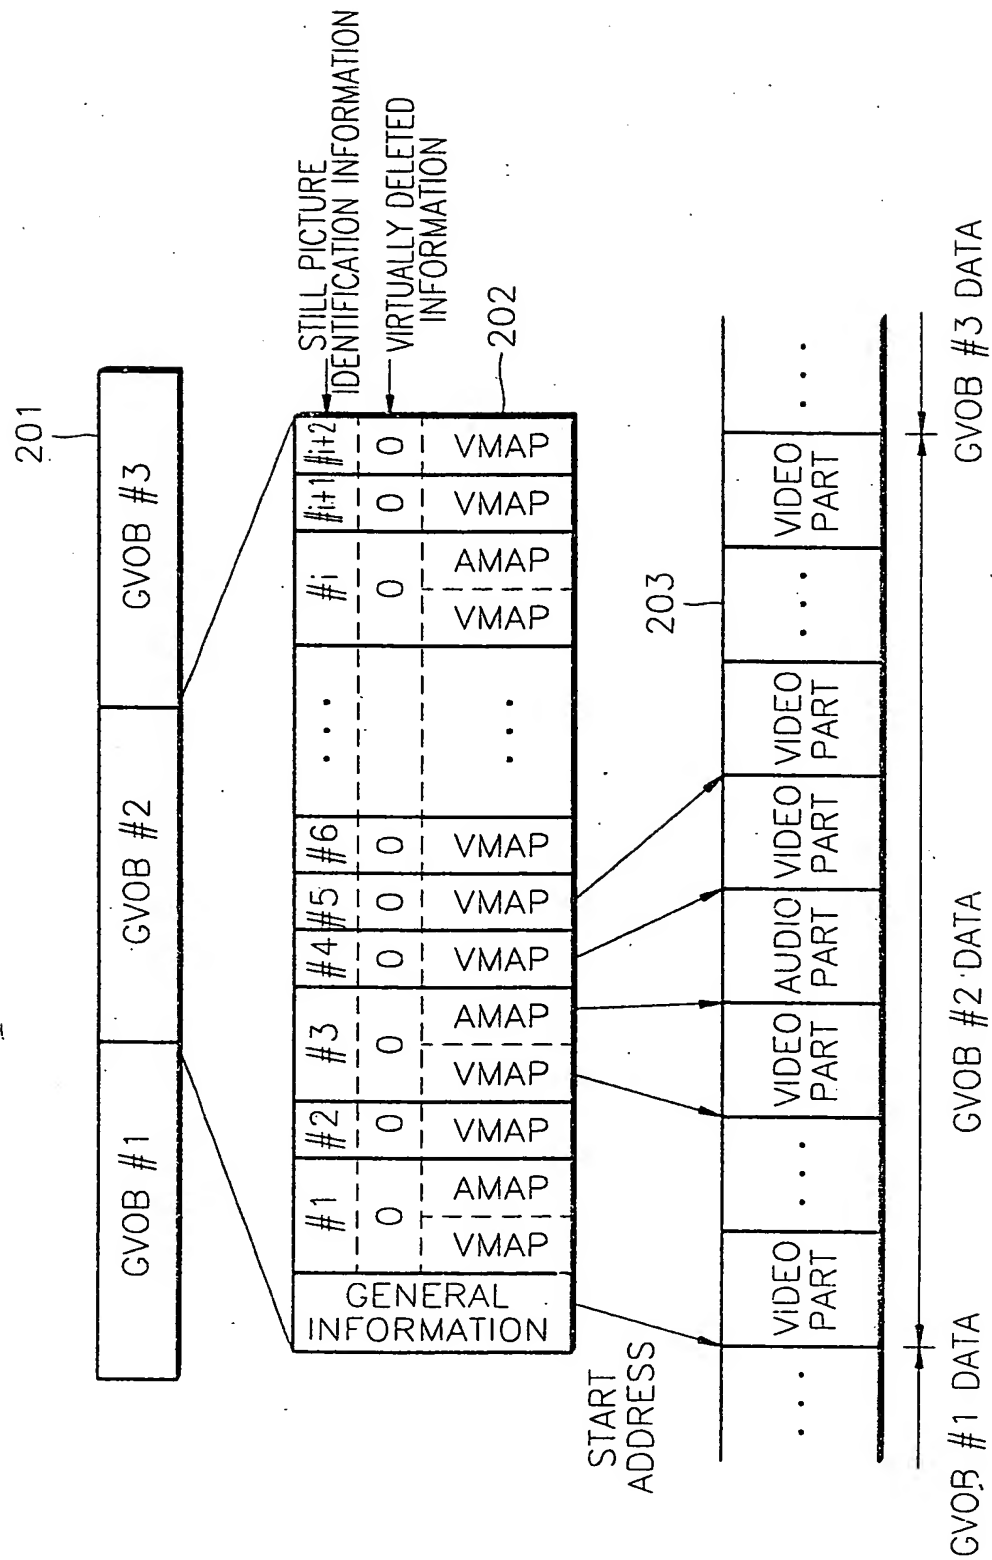 201
GVOB #1
GVOB #2
GVOB #3
STILL PICTURE
IDENTIFICATION INFORMATION
VIRTUALLY DELETED
INFORMATION
#1
#2
#3
#4
#5
#6
...
#i
#i+1
#i+2
0
0
0
0
0
0
0
0
0
GENERAL
INFORMATION
VMAP
AMAP
VMAP
VMAP
AMAP
VMAP
VMAP
VMAP
...
VMAP
AMAP
VMAP
VMAP
202
START
ADDRESS
203
...
VIDEO
PART
...
VIDEO
PART
AUDIO
PART
VIDEO
PART
VIDEO
PART
...
VIDEO
PART
...
GVOB #1 DATA
GVOB #2 DATA
GVOB #3 DATA